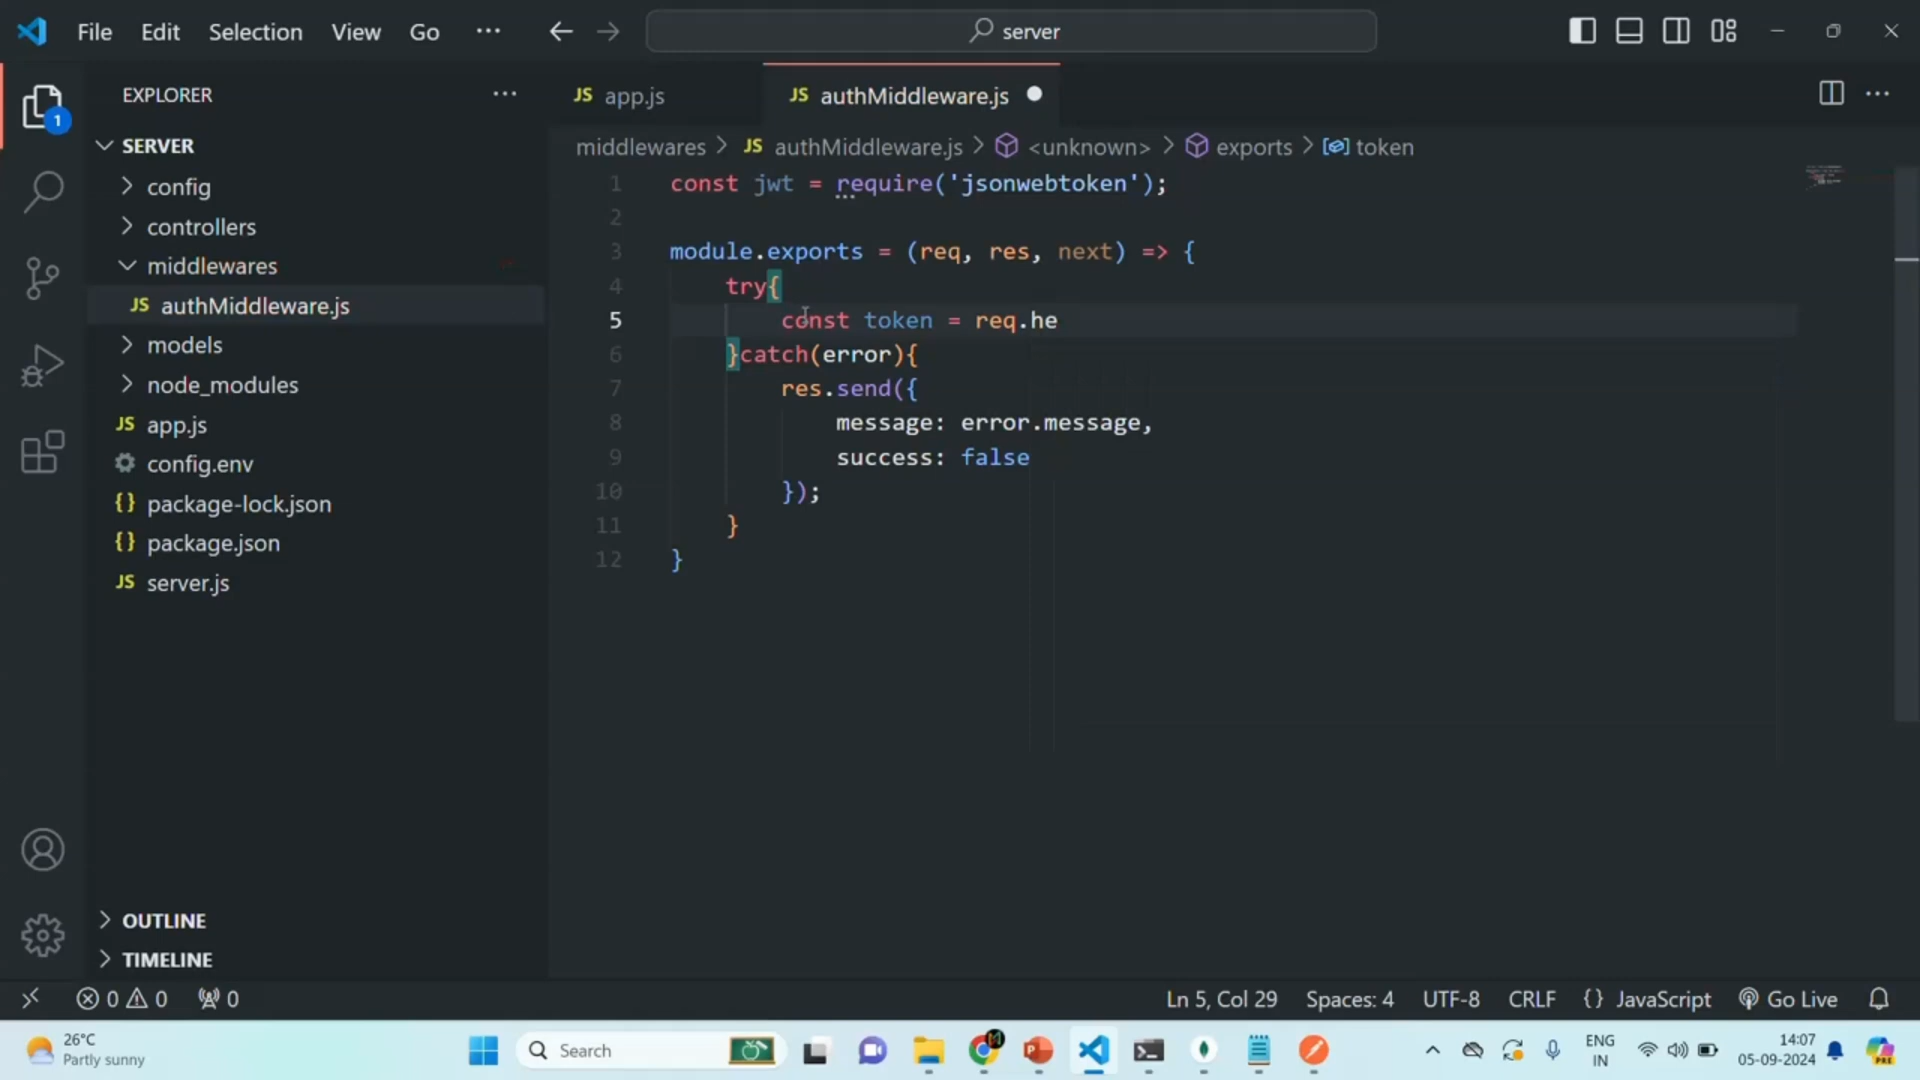 File Edit Selection View Go ··· server
EXPLORER ···
1
SERVER
config
controllers
middlewares
JS authMiddleware.js
models
node_modules
JS app.js
config.env
{} package-lock.json
{} package.json
JS server.js
OUTLINE
TIMELINE
JS app.js JS authMiddleware.js
middlewares > JS authMiddleware.js > <unknown> > exports > token
1 const jwt = require('jsonwebtoken');
2
3 module.exports = (req, res, next) => {
4 try{
5 const token = req.he
6 }catch(error){
7 res.send({
8 message: error.message,
9 success: false
10 });
11 }
12 }
0 0 0 Ln 5, Col 29 Spaces: 4 UTF-8 CRLF {} JavaScript Go Live
26°C
Partly sunny
Search
ENG
IN
14:07
05-09-2024
PRE